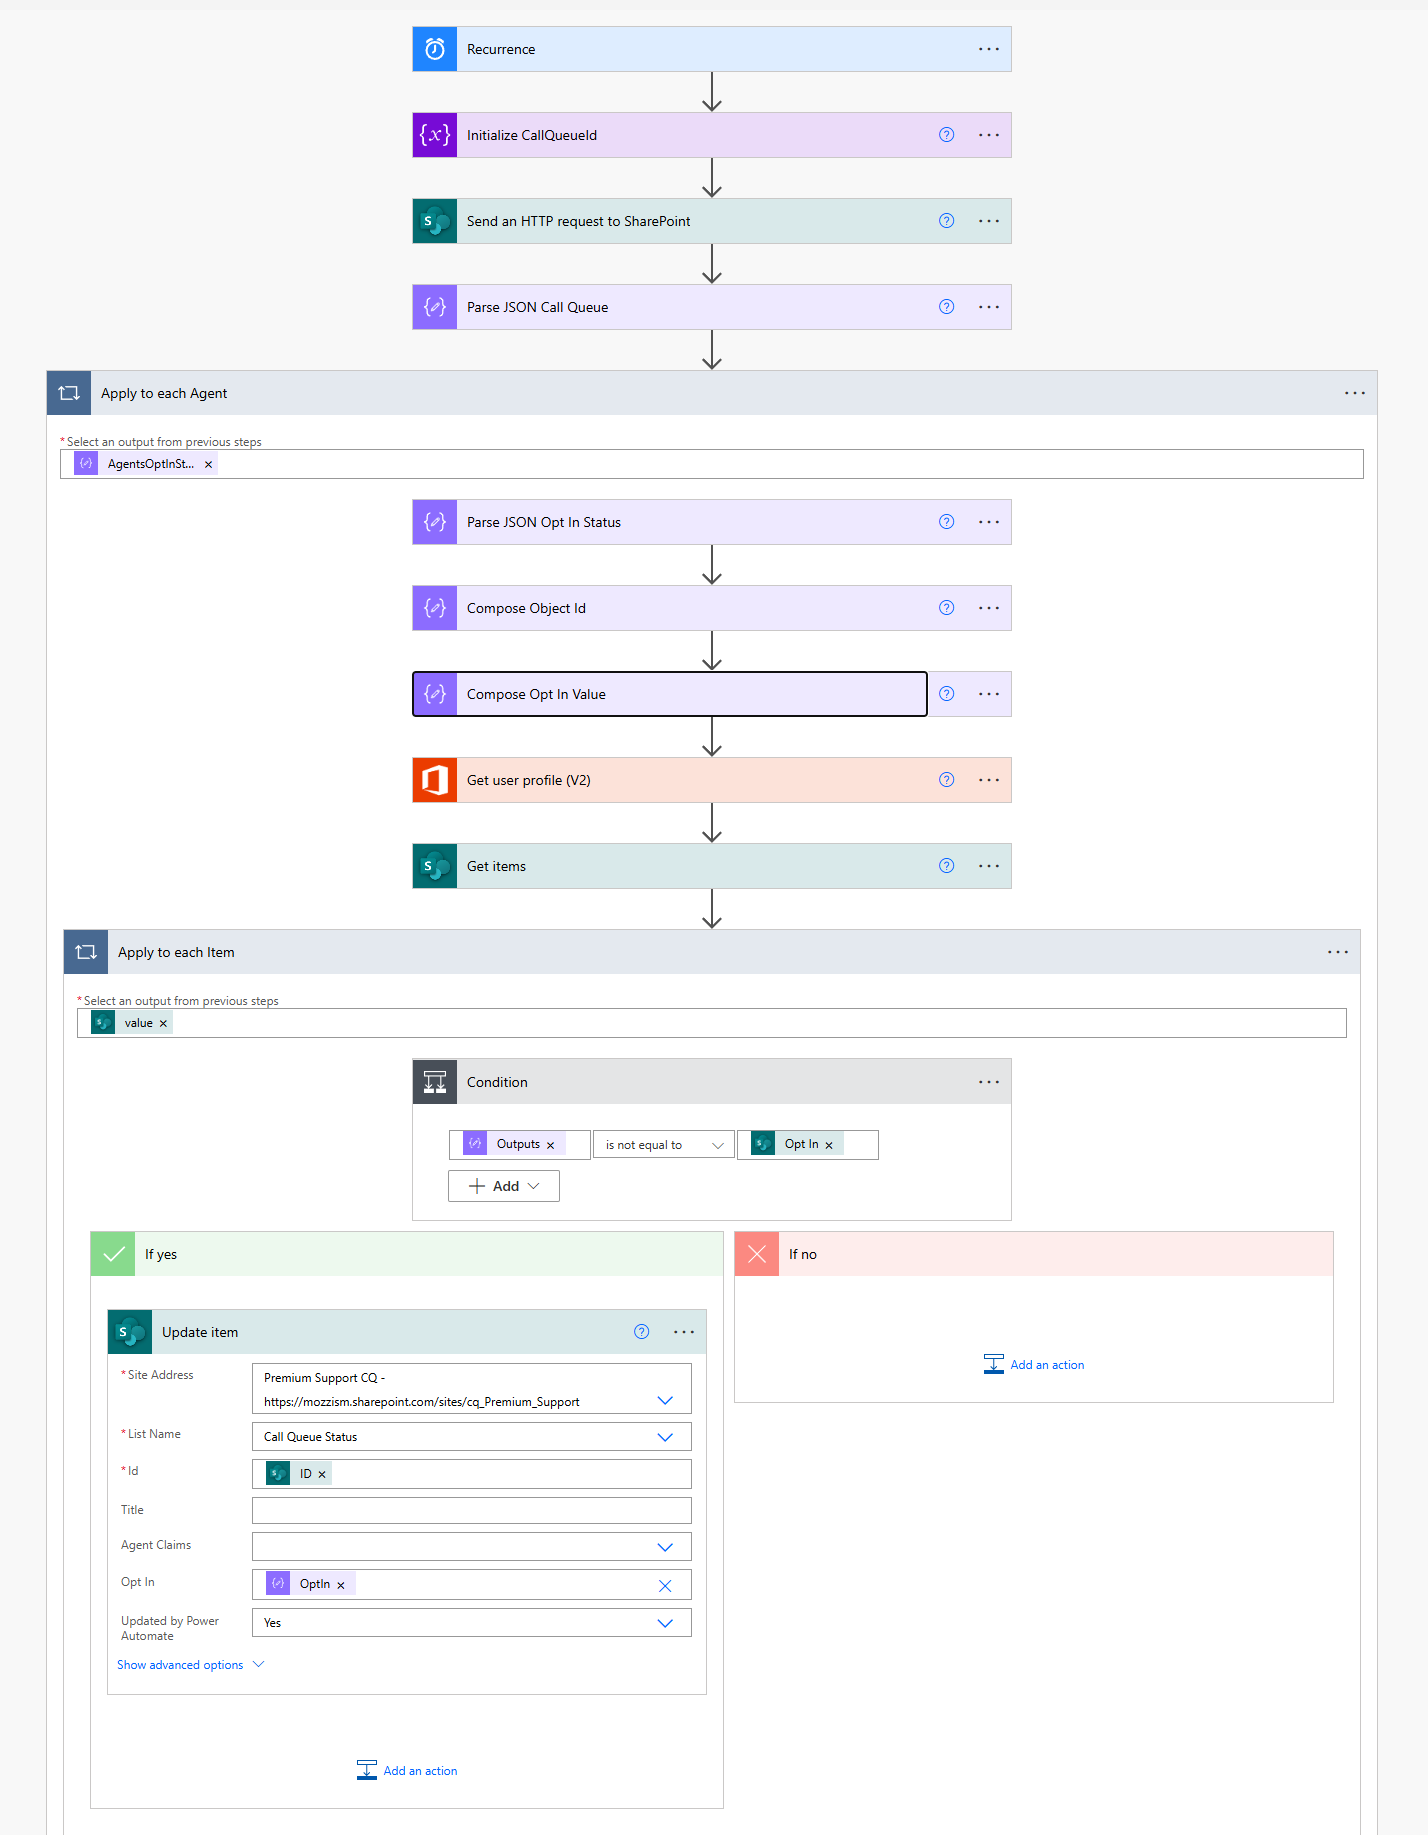 Recurrence
Initialize CallQueueId
Send an HTTP request to SharePoint
Parse JSON Call Queue
Apply to each Agent
* Select an output from previous steps
AgentsOptInSt...
Parse JSON Opt In Status
Compose Object Id
Compose Opt In Value
Get user profile (V2)
Get items
Apply to each Item
* Select an output from previous steps
value
Condition
Outputs is not equal to Opt In
Add
If yes
If no
Update item
* Site Address
Premium Support CQ -
https://mozzism.sharepoint.com/sites/cq_Premium_Support
* List Name Call Queue Status
* Id ID
Title
Agent Claims
Opt In OptIn
Updated by Power
Automate
Yes
Show advanced options
Add an action
Add an action